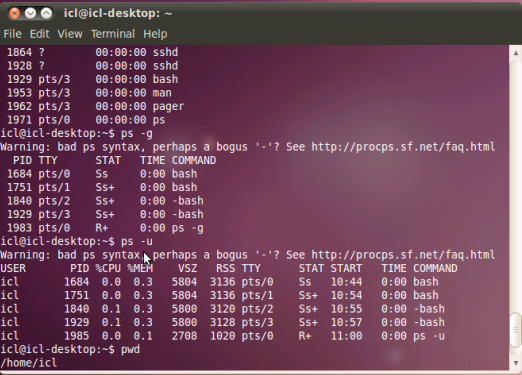 icl@icl-desktop: ~
File Edit View Terminal Help
1864 ? 00:00:00 sshd
1928 ? 00:00:00 sshd
1929 pts/3 00:00:00 bash
1953 pts/3 00:00:00 man
1962 pts/3 00:00:00 pager
1971 pts/0 00:00:00 ps
icl@icl-desktop:~$ ps -g
Warning: bad ps syntax, perhaps a bogus '-'? See http://procps.sf.net/faq.html
PID TTY STAT TIME COMMAND
1684 pts/0 Ss 0:00 bash
1751 pts/1 Ss+ 0:00 bash
1840 pts/2 Ss+ 0:00 -bash
1929 pts/3 Ss+ 0:00 -bash
1983 pts/0 R+ 0:00 ps -g
icl@icl-desktop:~$ ps -u
Warning: bad ps syntax, perhaps a bogus '-'? See http://procps.sf.net/faq.html
USER PID %CPU %MEM VSZ RSS TTY STAT START TIME COMMAND
icl 1684 0.0 0.3 5804 3136 pts/0 Ss 10:44 0:00 bash
icl 1751 0.0 0.3 5804 3136 pts/1 Ss+ 10:54 0:00 bash
icl 1840 0.1 0.3 5800 3120 pts/2 Ss+ 10:55 0:00 -bash
icl 1929 0.1 0.3 5800 3128 pts/3 Ss+ 10:57 0:00 -bash
icl 1985 0.0 0.1 2708 1020 pts/0 R+ 11:00 0:00 ps -u
icl@icl-desktop:~$ pwd
/home/icl